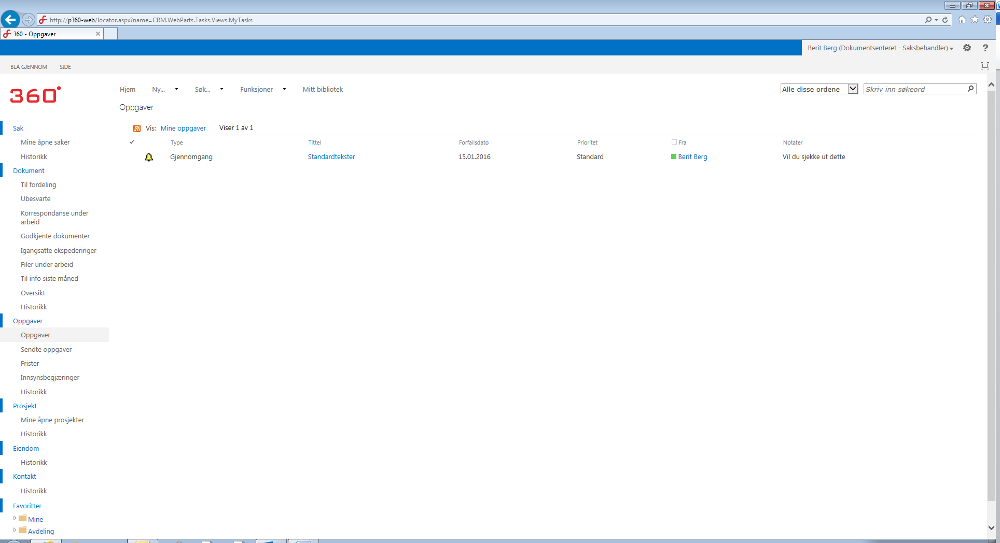 http://p360-web/locator.aspx?name=CRM.WebParts.Tasks.Views.MyTasks
360 - Oppgaver
Berit Berg (Dokumentsenteret - Saksbehandler)
?
BLA GJENNOM SIDE
360°
Hjem Ny... Søk... Funksjoner Mitt bibliotek
Alle disse ordene Skriv inn søkeord
Oppgaver
Vis: Mine oppgaver Viser 1 av 1
Type Tittel Forfallsdato Prioritet Fra Notater
Gjennomgang Standardtekster 15.01.2016 Standard Berit Berg Vil du sjekke ut dette
Sak
Mine åpne saker
Historikk
Dokument
Til fordeling
Ubesvarte
Korrespondanse under
arbeid
Godkjente dokumenter
Igangsatte ekspederinger
Filer under arbeid
Til info siste måned
Oversikt
Historikk
Oppgaver
Oppgaver
Sendte oppgaver
Frister
Innsynsbegjæringer
Historikk
Prosjekt
Mine åpne prosjekter
Historikk
Eiendom
Historikk
Kontakt
Historikk
Favoritter
Mine
Avdeling